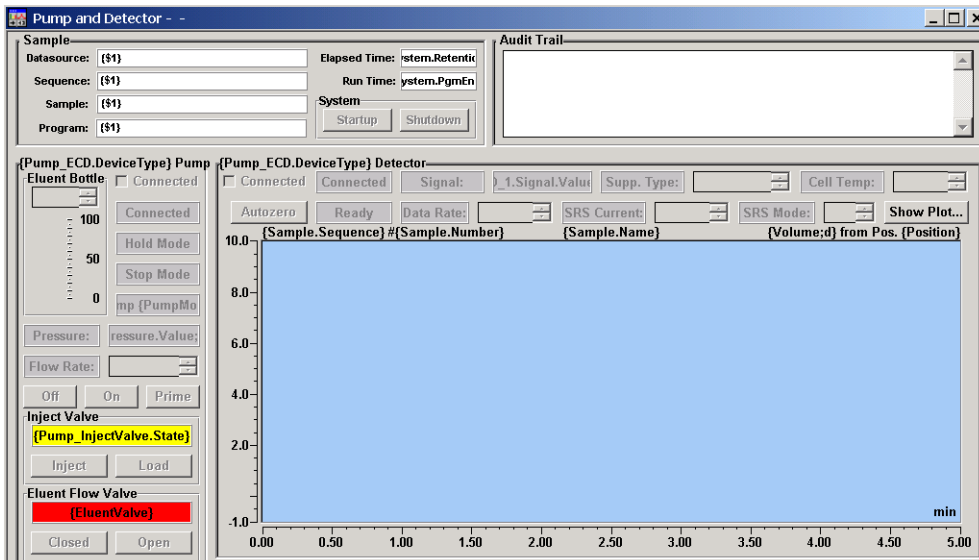 Pump and Detector - -
Sample
Datasource: {$1}
Sequence: {$1}
Sample: {$1}
Program: {$1}
Elapsed Time: ystem.Retentic
Run Time: ystem.PgmEn
System
Startup Shutdown
Audit Trail
{Pump_ECD.DeviceType} Pump
Eluent Bottle
Connected
100
50
0
Connected
Hold Mode
Stop Mode
mp {PumpMo
Pressure: ressure.Value;
Flow Rate:
Off On Prime
Inject Valve
{Pump_InjectValve.State}
Inject Load
Eluent Flow Valve
{EluentValve}
Closed Open
{Pump_ECD.DeviceType} Detector
Connected Connected Signal: _1.Signal.Valu Supp. Type: Cell Temp:
Autozero Ready Data Rate: SRS Current: SRS Mode: Show Plot...
{Sample.Sequence} #{Sample.Number} {Sample.Name} {Volume;d} from Pos. {Position}
10.0
8.0
6.0
4.0
2.0
-1.0
min
0.00 0.50 1.00 1.50 2.00 2.50 3.00 3.50 4.00 4.50 5.00